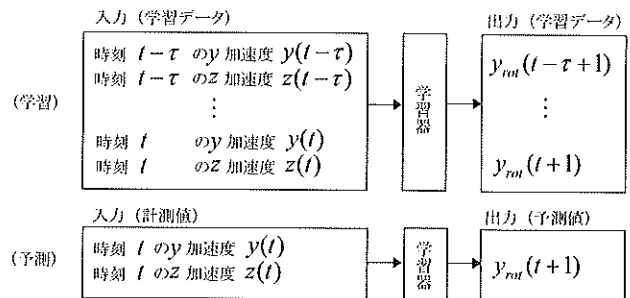 入力（学習データ）
時刻 t−τ のy 加速度 y(t−τ)
時刻 t−τ のz 加速度 z(t−τ)
⋮
時刻 t のy 加速度 y(t)
時刻 t のz 加速度 z(t)
（学習）
学習器
出力（学習データ）
y_rot(t−τ+1)
⋮
y_rot(t+1)
入力（計測値）
時刻 t のy 加速度 y(t)
時刻 t のz 加速度 z(t)
（予測）
学習器
出力（予測値）
y_rot(t+1)